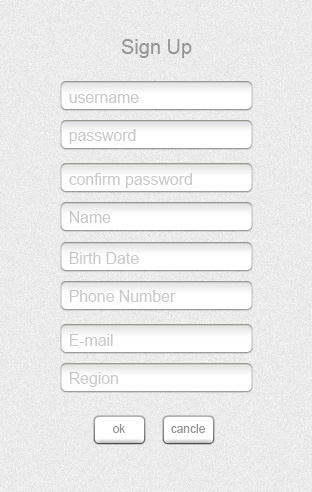 Sign Up
username
password
confirm password
Name
Birth Date
Phone Number
E-mail
Region
ok
cancle